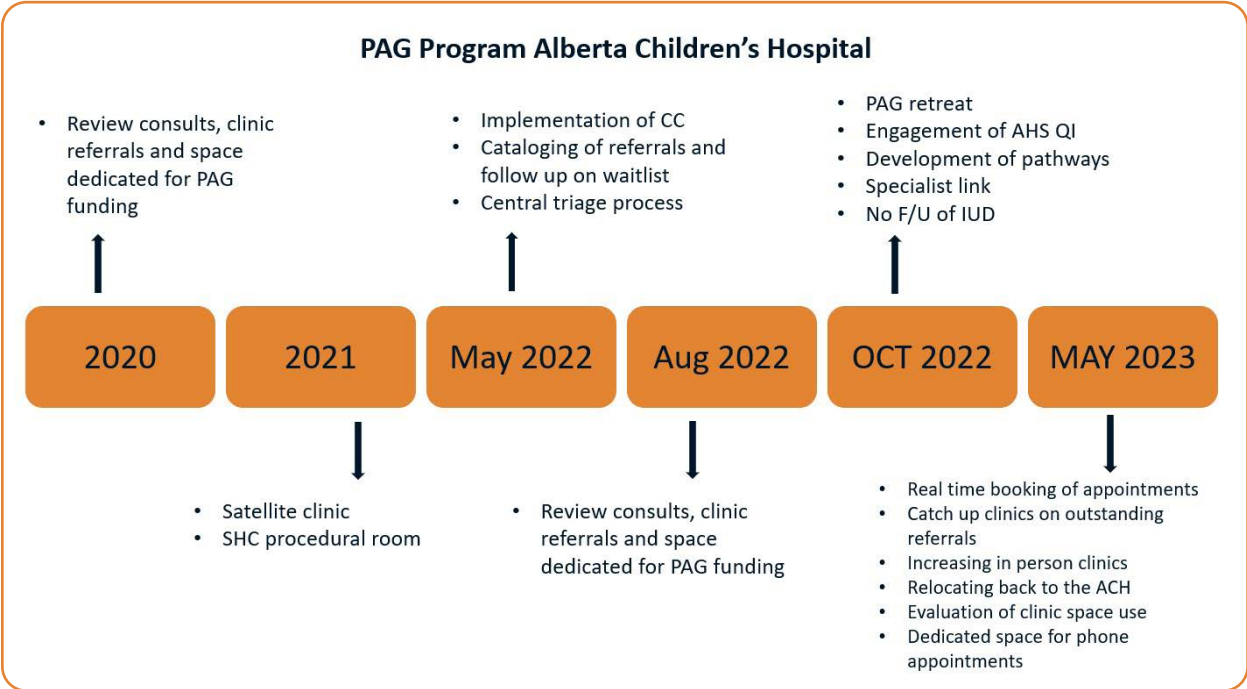 PAG Program Alberta Children’s Hospital
• Review consults, clinic
referrals and space
dedicated for PAG
funding
• Implementation of CC
• Cataloging of referrals and
follow up on waitlist
• Central triage process
• PAG retreat
• Engagement of AHS QI
• Development of pathways
• Specialist link
• No F/U of IUD
2020
2021
May 2022
Aug 2022
OCT 2022
MAY 2023
• Satellite clinic
• SHC procedural room
• Review consults, clinic
referrals and space
dedicated for PAG funding
• Real time booking of appointments
• Catch up clinics on outstanding
referrals
• Increasing in person clinics
• Relocating back to the ACH
• Evaluation of clinic space use
• Dedicated space for phone
appointments